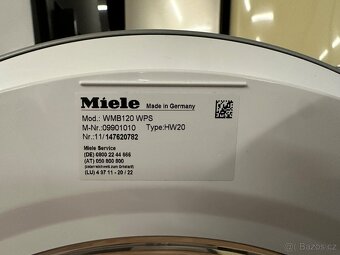 Miele Made in Germany
Mod.: WMB120 WPS
M-Nr.:09901010 Type:HW20
Nr.:11/147620782
Miele Service
(DE) 0800 22 44 666
(AT) 050 800 800
(LU) 4 97 11 - 20 / 22
Sbazar.cz